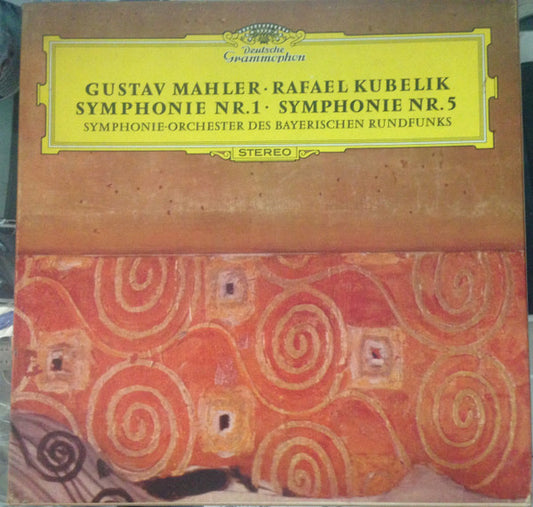 Deutsche
Grammophon
GUSTAV MAHLER · RAFAEL KUBELIK
SYMPHONIE NR. 1 · SYMPHONIE NR. 5
SYMPHONIE-ORCHESTER DES BAYERISCHEN RUNDFUNKS
STEREO